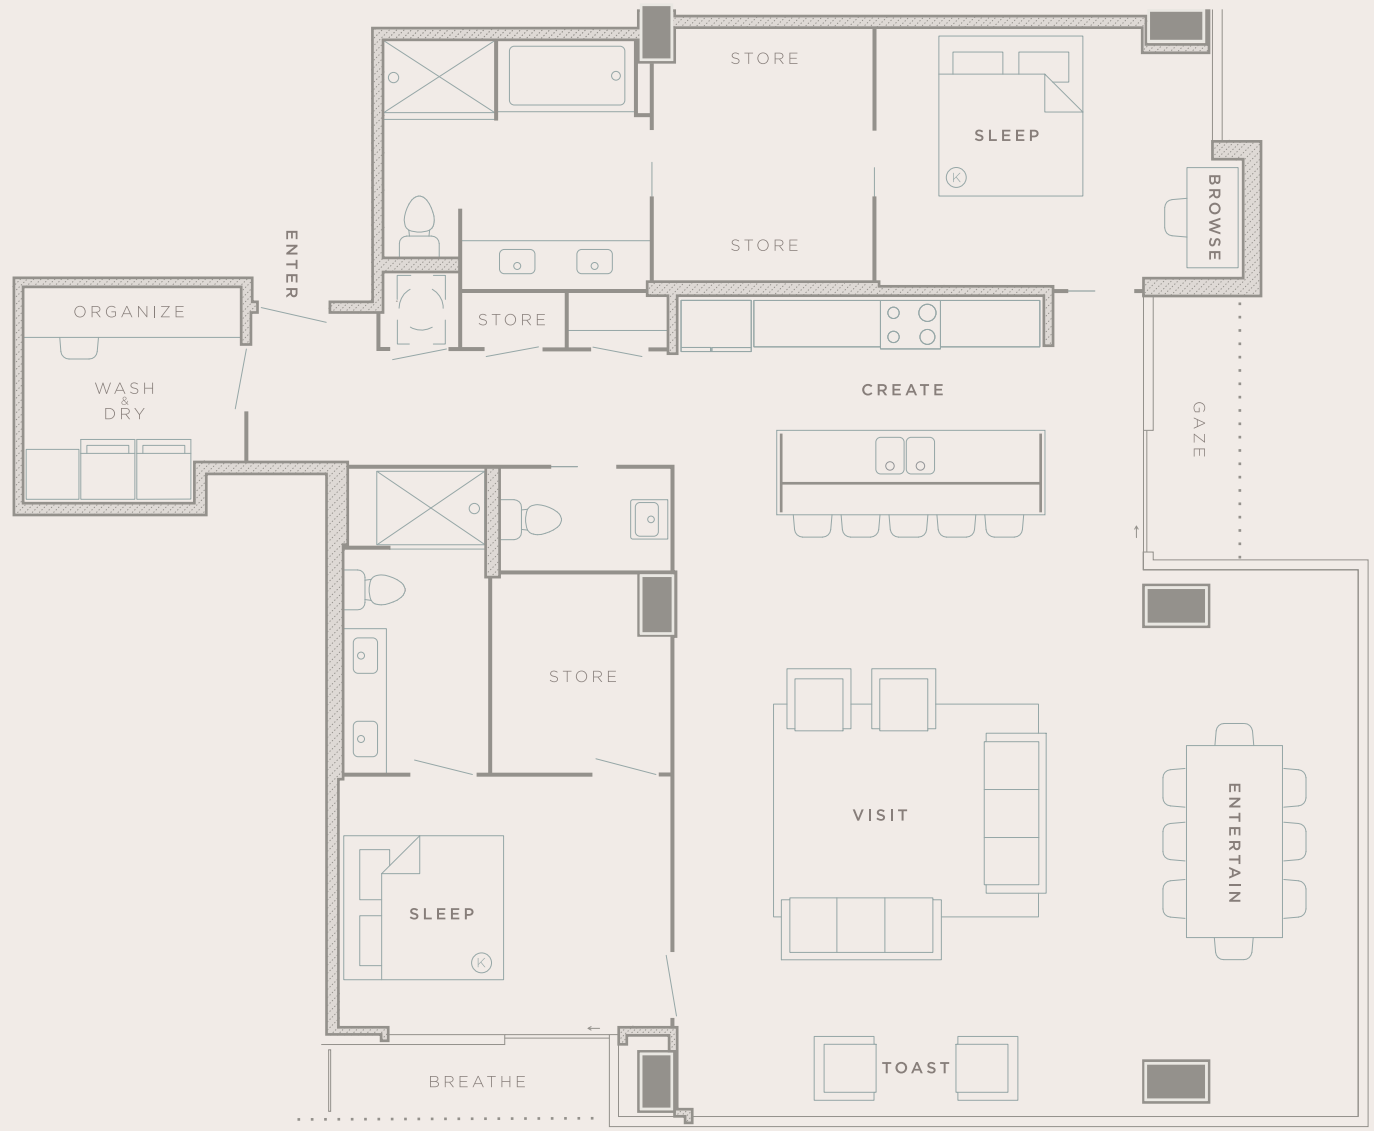 STORE
SLEEP
K
BROWSE
STORE
ENTER
ORGANIZE
STORE
WASH
&
DRY
CREATE
GAZE
STORE
VISIT
ENTERTAIN
SLEEP
K
TOAST
BREATHE